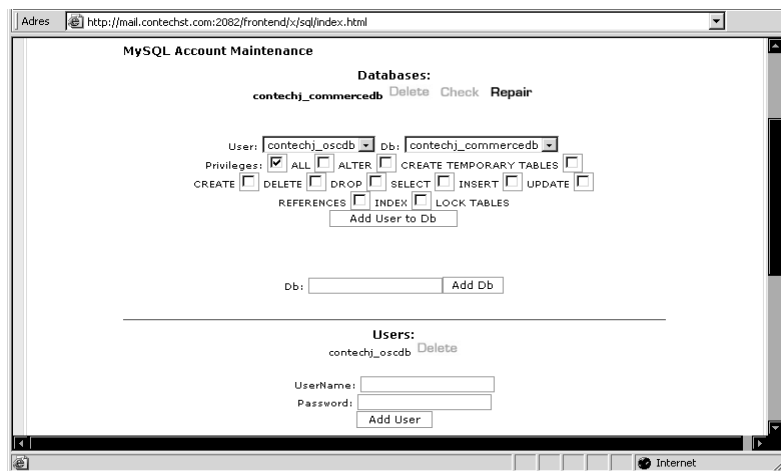 Adres http://mail.contechst.com:2082/frontend/x/sql/index.html
MySQL Account Maintenance
Databases:
contechj_commercedb Delete Check Repair
User: contechj_oscdb Db: contechj_commercedb
Privileges: ALL ALTER CREATE TEMPORARY TABLES
CREATE DELETE DROP SELECT INSERT UPDATE
REFERENCES INDEX LOCK TABLES
Add User to Db
Db: Add Db
Users:
contechj_oscdb Delete
UserName:
Password:
Add User
Internet